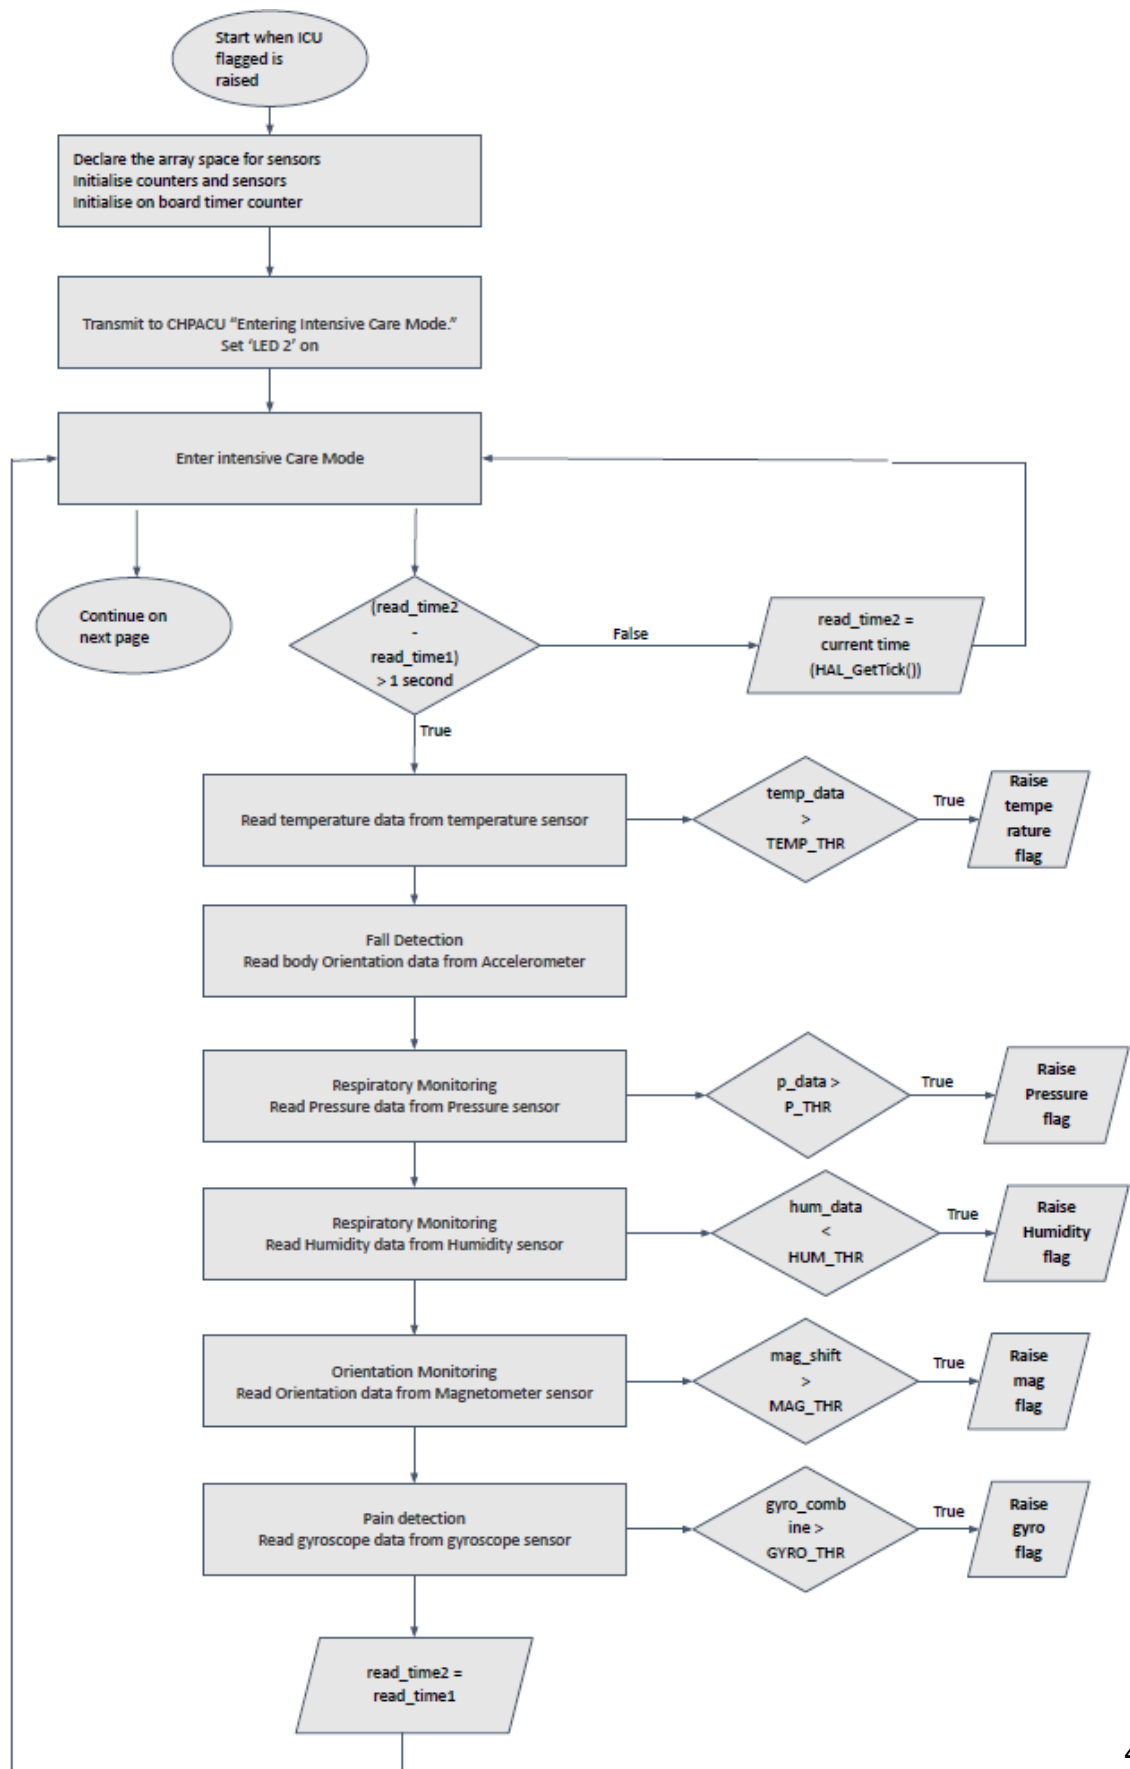 Start when ICU
flagged is
raised
Declare the array space for sensors
Initialise counters and sensors
Initialise on board timer counter
Transmit to CHPACU “Entering Intensive Care Mode.”
Set ‘LED 2’ on
Enter intensive Care Mode
Continue on
next page
(read_time2
-
read_time1)
> 1 second
False
read_time2 =
current time
(HAL_GetTick())
True
Read temperature data from temperature sensor
temp_data
>
TEMP_THR
True
Raise
tempe
rature
flag
Fall Detection
Read body Orientation data from Accelerometer
Respiratory Monitoring
Read Pressure data from Pressure sensor
p_data >
P_THR
True
Raise
Pressure
flag
Respiratory Monitoring
Read Humidity data from Humidity sensor
hum_data
<
HUM_THR
True
Raise
Humidity
flag
Orientation Monitoring
Read Orientation data from Magnetometer sensor
mag_shift
>
MAG_THR
True
Raise
mag
flag
Pain detection
Read gyroscope data from gyroscope sensor
gyro_comb
ine >
GYRO_THR
True
Raise
gyro
flag
read_time2 =
read_time1